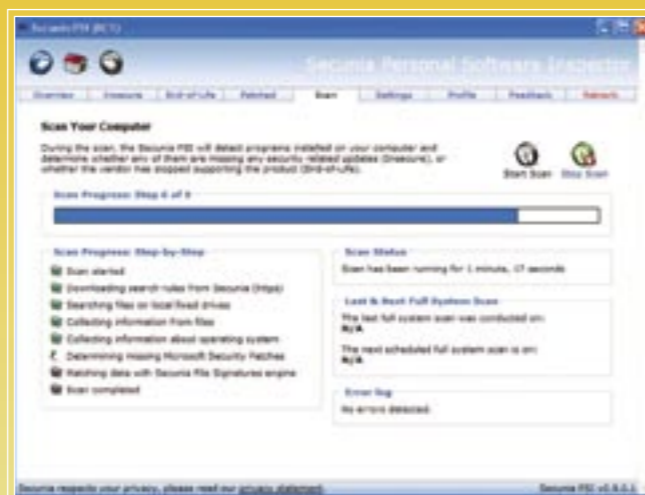 Secunia PSI (RC1)
Secunia Personal Software Inspector
Overview Insecure End-of-Life Patched Scan Settings Profile Feedback
Scan Your Computer
During the scan, the Secunia PSI will detect programs installed on your computer and
determine whether any of them are missing any security related updates (Insecure), or
whether the vendor has stopped supporting the product (End-of-Life).
Start Scan Stop Scan
Scan Progress: Step 6 of 9
Scan Progress: Step-by-Step
Scan started
Downloading search rules from Secunia (https)
Searching files on local fixed drives
Collecting information from files
Collecting information about operating system
Determining missing Microsoft Security Patches
Matching data with Secunia File Signatures engine
Scan completed
Scan Status
Scan has been running for 1 minute, 17 seconds
Last & Next Full System Scan
The last full system scan was conducted on:
N/A
The next scheduled full system scan is on:
N/A
Error log
No errors detected.
Secunia respects your privacy, please read our privacy statement. Secunia PSI v0.9.0.1